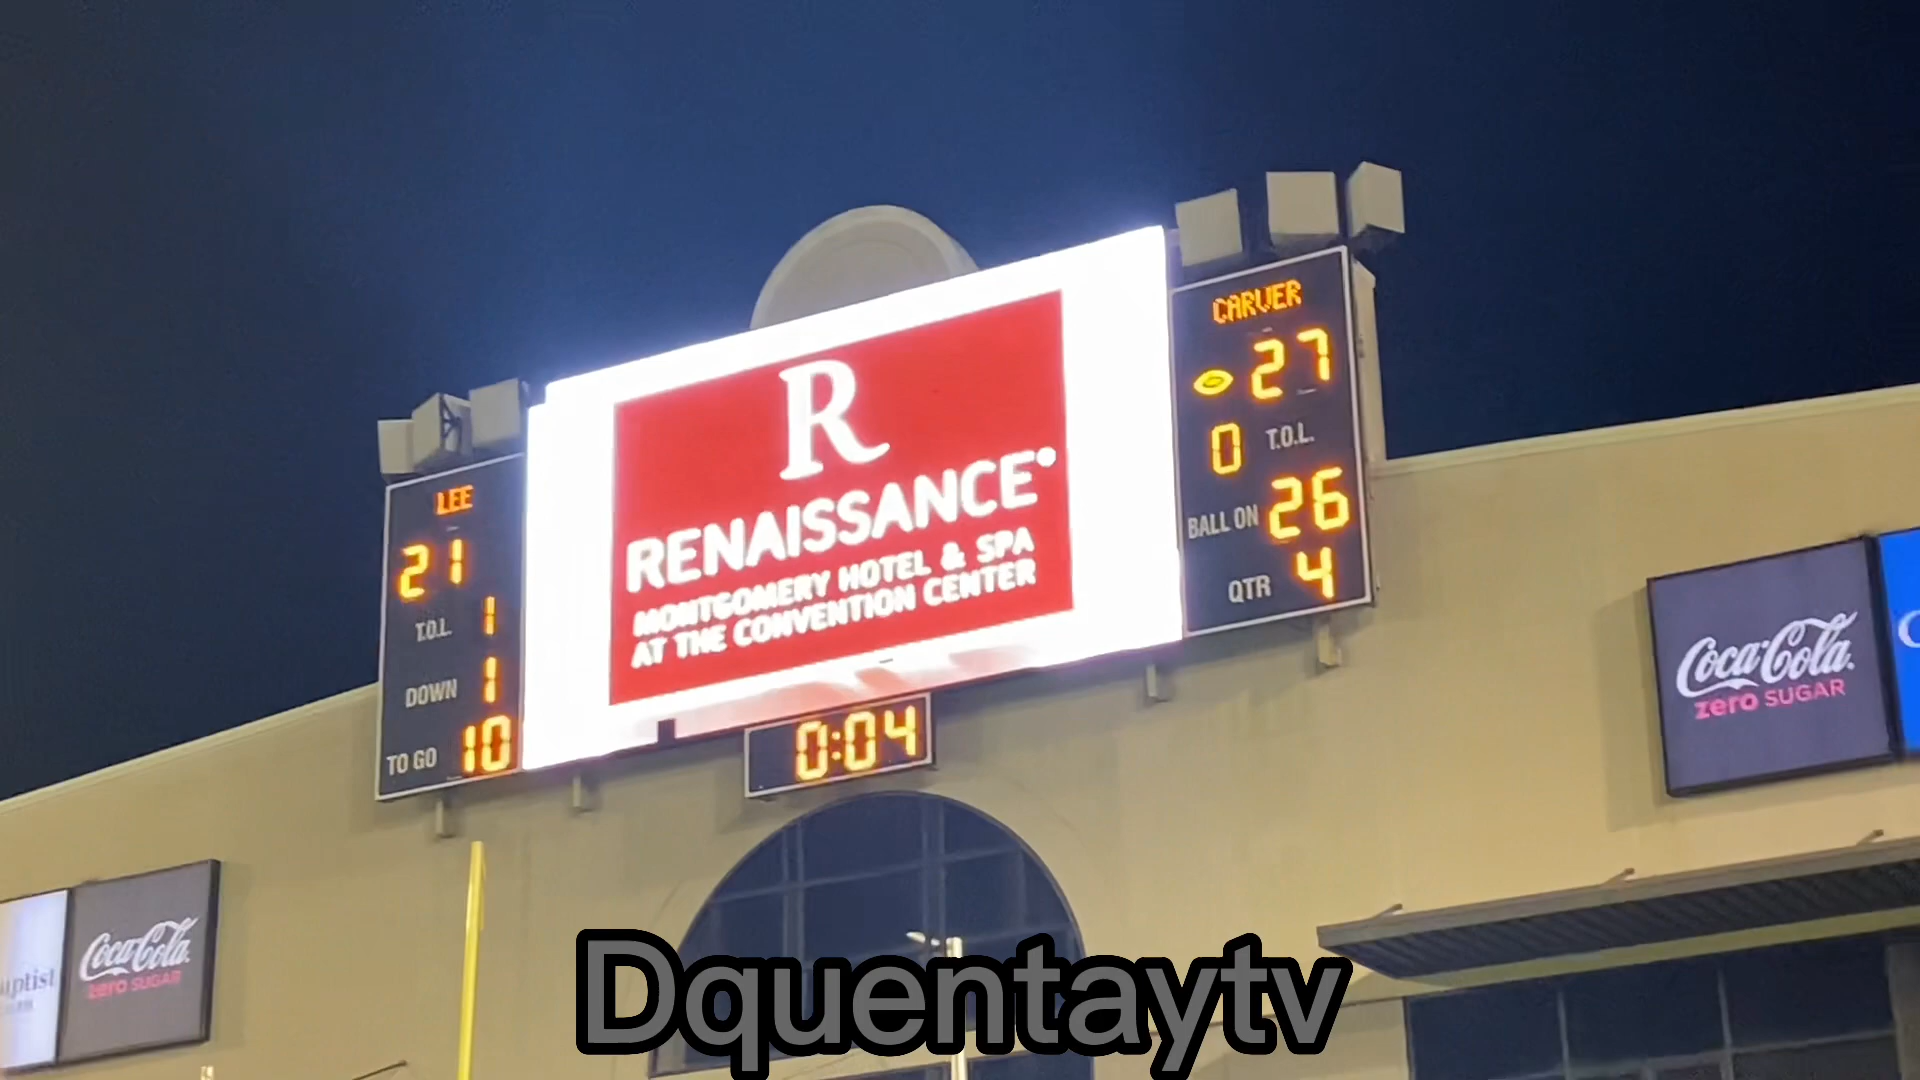 LEE
21
T.O.L. 1
DOWN 1
TO GO 10
R
RENAISSANCE
MONTGOMERY HOTEL & SPA
AT THE CONVENTION CENTER
0:04
CARVER
27
0 T.O.L.
BALL ON 26
QTR 4
Coca-Cola
zero SUGAR
Coca-Cola
zero SUGAR
Dquentaytv